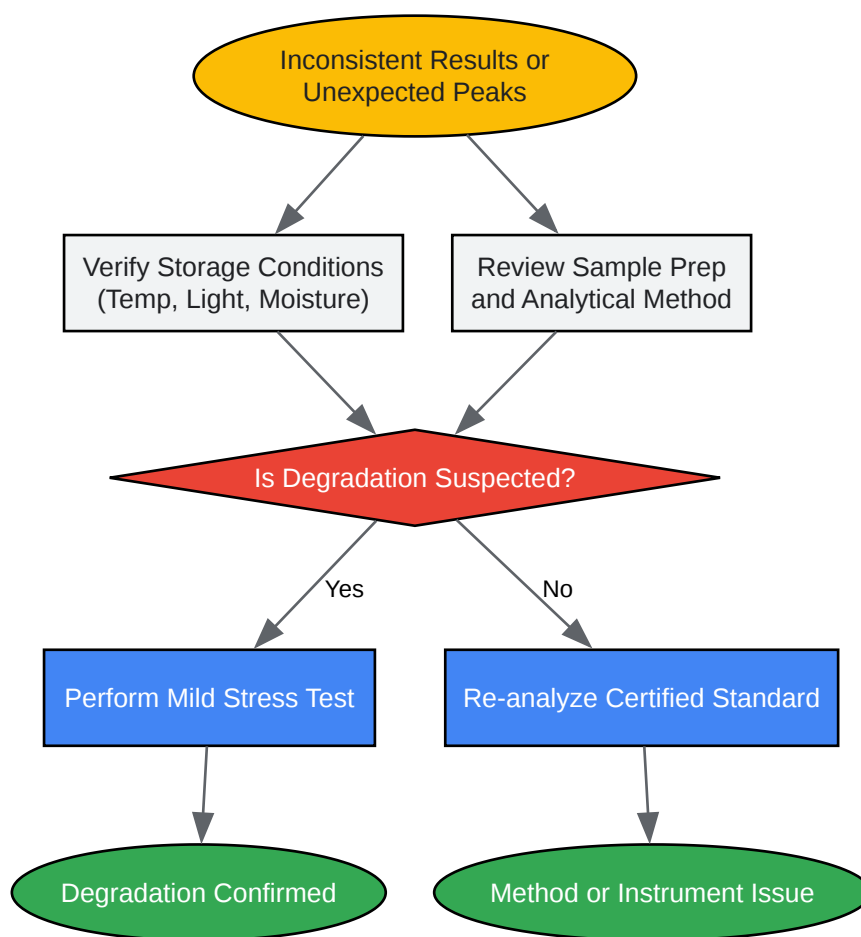 Inconsistent Results or
Unexpected Peaks
Verify Storage Conditions
(Temp, Light, Moisture)
Review Sample Prep
and Analytical Method
Is Degradation Suspected?
Yes
No
Perform Mild Stress Test
Re-analyze Certified Standard
Degradation Confirmed
Method or Instrument Issue